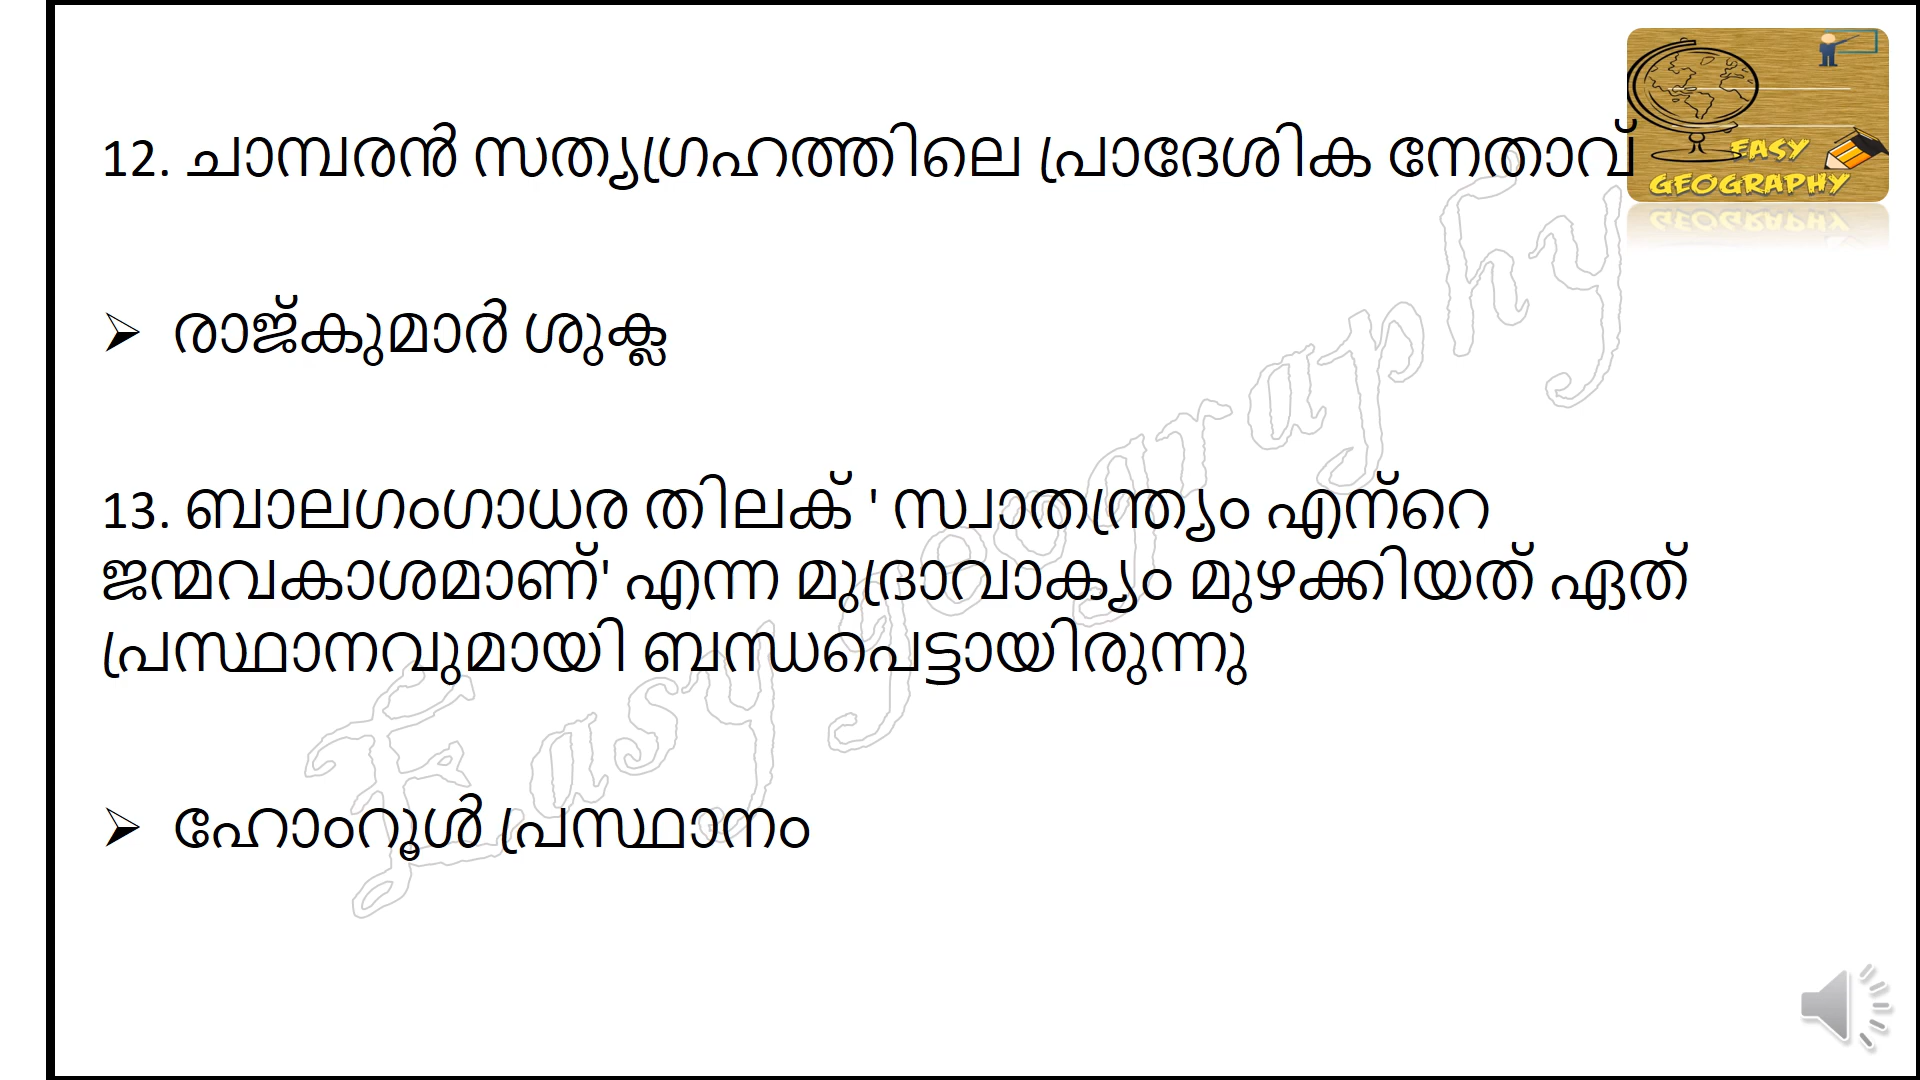 12. ചാമ്പരൻ സത്യഗ്രഹത്തിലെ പ്രാദേശിക നേതാവ്
EASY
GEOGRAPHY
➢ രാജ്കുമാർ ശുക്ല
13. ബാലഗംഗാധര തിലക് ' സ്വാതന്ത്ര്യം എന്റെ
ജന്മവകാശമാണ്' എന്ന മുദ്രാവാക്യം മുഴക്കിയത് ഏത്
പ്രസ്ഥാനവുമായി ബന്ധപെട്ടായിരുന്നു
➢ ഹോംറൂൾ പ്രസ്ഥാനം
Easy goography